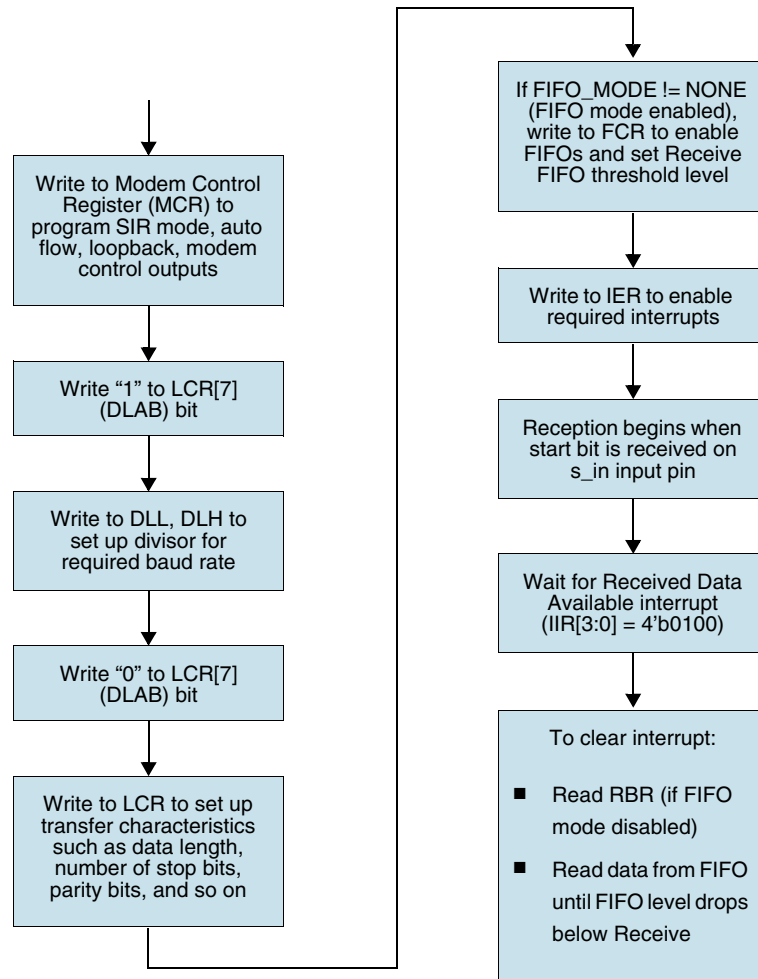 Write to Modem Control
Register (MCR) to
program SIR mode, auto
flow, loopback, modem
control outputs
Write “1” to LCR[7]
(DLAB) bit
Write to DLL, DLH to
set up divisor for
required baud rate
Write “0” to LCR[7]
(DLAB) bit
Write to LCR to set up
transfer characteristics
such as data length,
number of stop bits,
parity bits, and so on
If FIFO_MODE != NONE
(FIFO mode enabled),
write to FCR to enable
FIFOs and set Receive
FIFO threshold level
Write to IER to enable
required interrupts
Reception begins when
start bit is received on
s_in input pin
Wait for Received Data
Available interrupt
(IIR[3:0] = 4’b0100)
To clear interrupt:
■ Read RBR (if FIFO
mode disabled)
■ Read data from FIFO
until FIFO level drops
below Receive